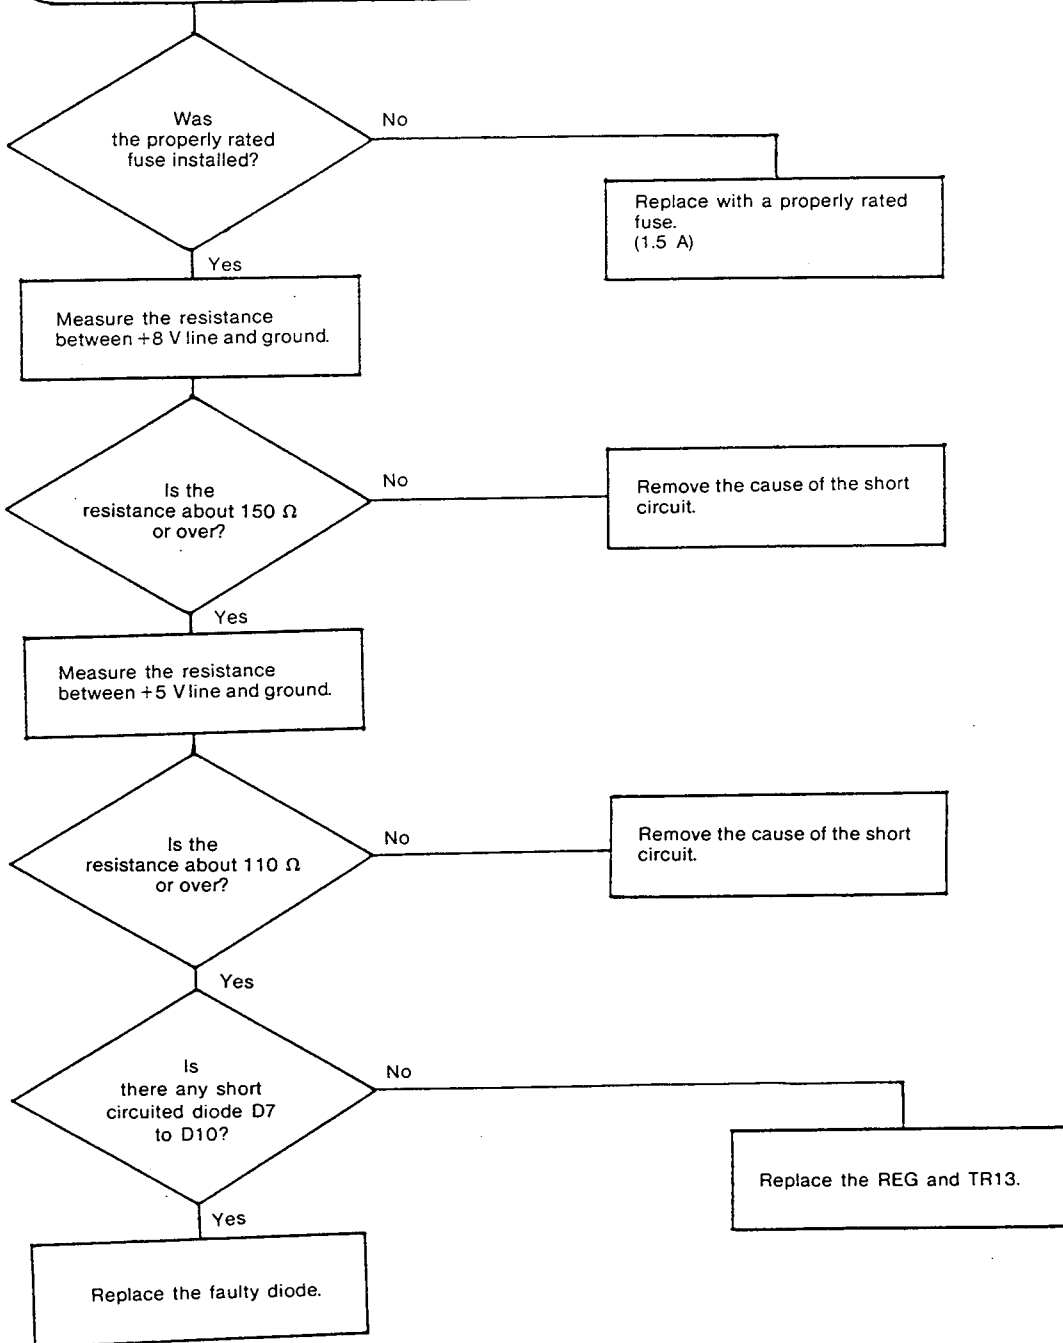 Was
the properly rated
fuse installed?
No
Replace with a properly rated
fuse.
(1.5 A)
Yes
Measure the resistance
between +8 V line and ground.
Is the
resistance about 150 Ω
or over?
No
Remove the cause of the short
circuit.
Yes
Measure the resistance
between +5 V line and ground.
Is the
resistance about 110 Ω
or over?
No
Remove the cause of the short
circuit.
Yes
Is
there any short
circuited diode D7
to D10?
No
Replace the REG and TR13.
Yes
Replace the faulty diode.